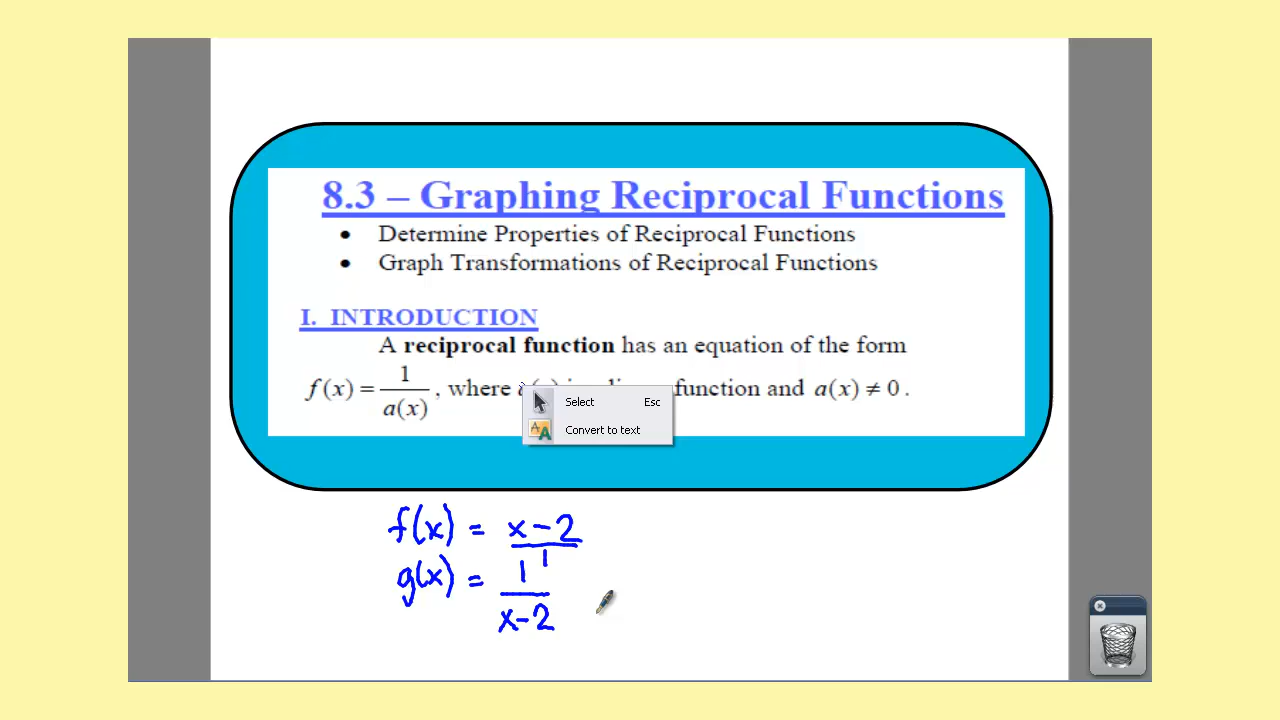 8.3 – Graphing Reciprocal Functions
• Determine Properties of Reciprocal Functions
• Graph Transformations of Reciprocal Functions
I. INTRODUCTION
A reciprocal function has an equation of the form
f(x) = 1/a(x), where function and a(x) ≠ 0.
Select Esc
Convert to text
f(x) = x-2/1
g(x) = 1/x-2